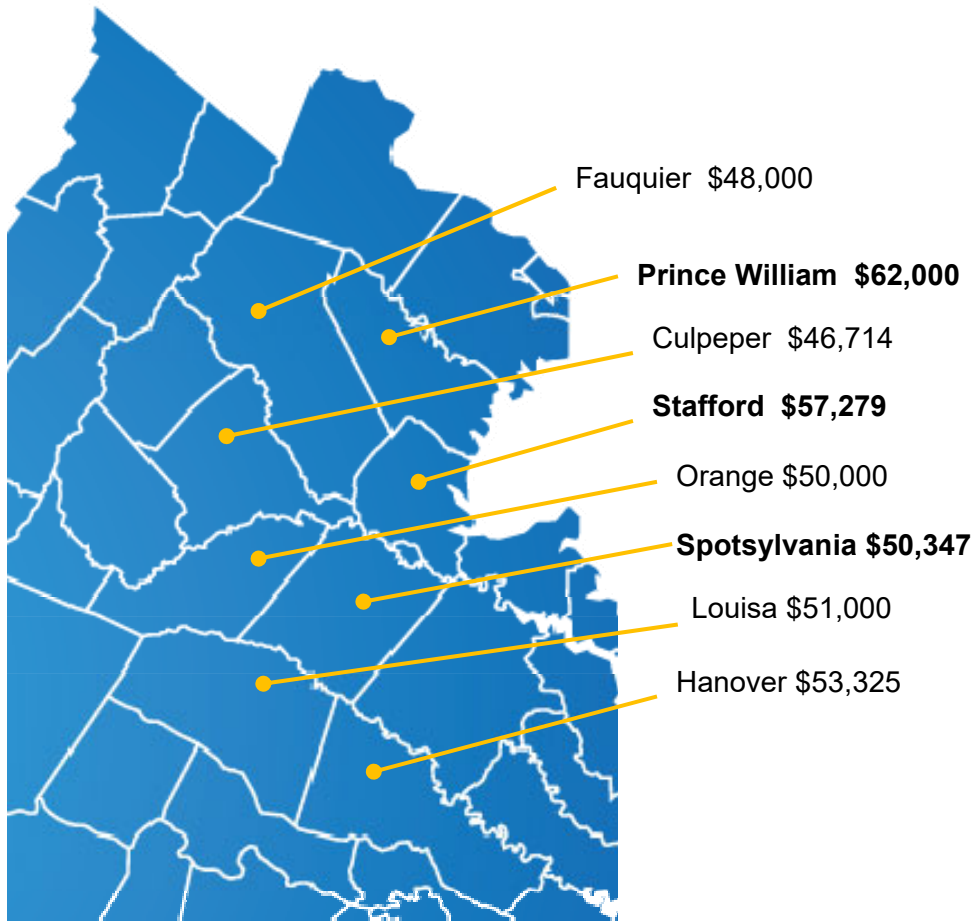 Fauquier $48,000
Prince William $62,000
Culpeper $46,714
Stafford $57,279
Orange $50,000
Spotsylvania $50,347
Louisa $51,000
Hanover $53,325